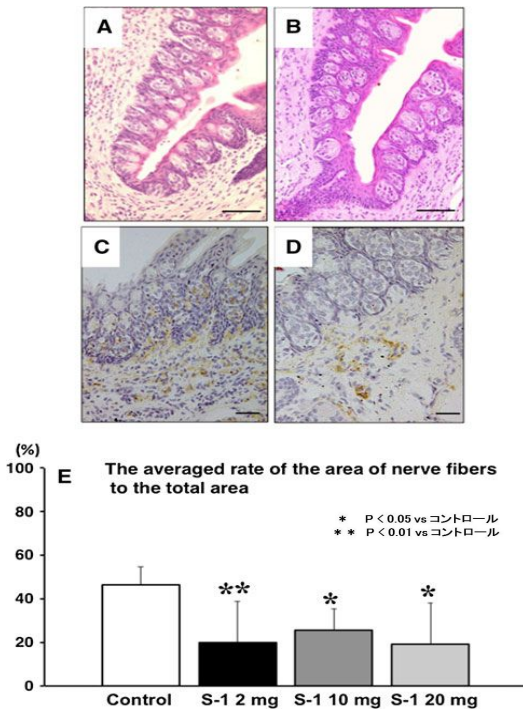 A
B
C
D
(%)
E The averaged rate of the area of nerve fibers
to the total area
* P < 0.05 vs コントロール
** P < 0.01 vs コントロール
100
80
60
40
20
0
**
*
*
Control S-1 2 mg S-1 10 mg S-1 20 mg